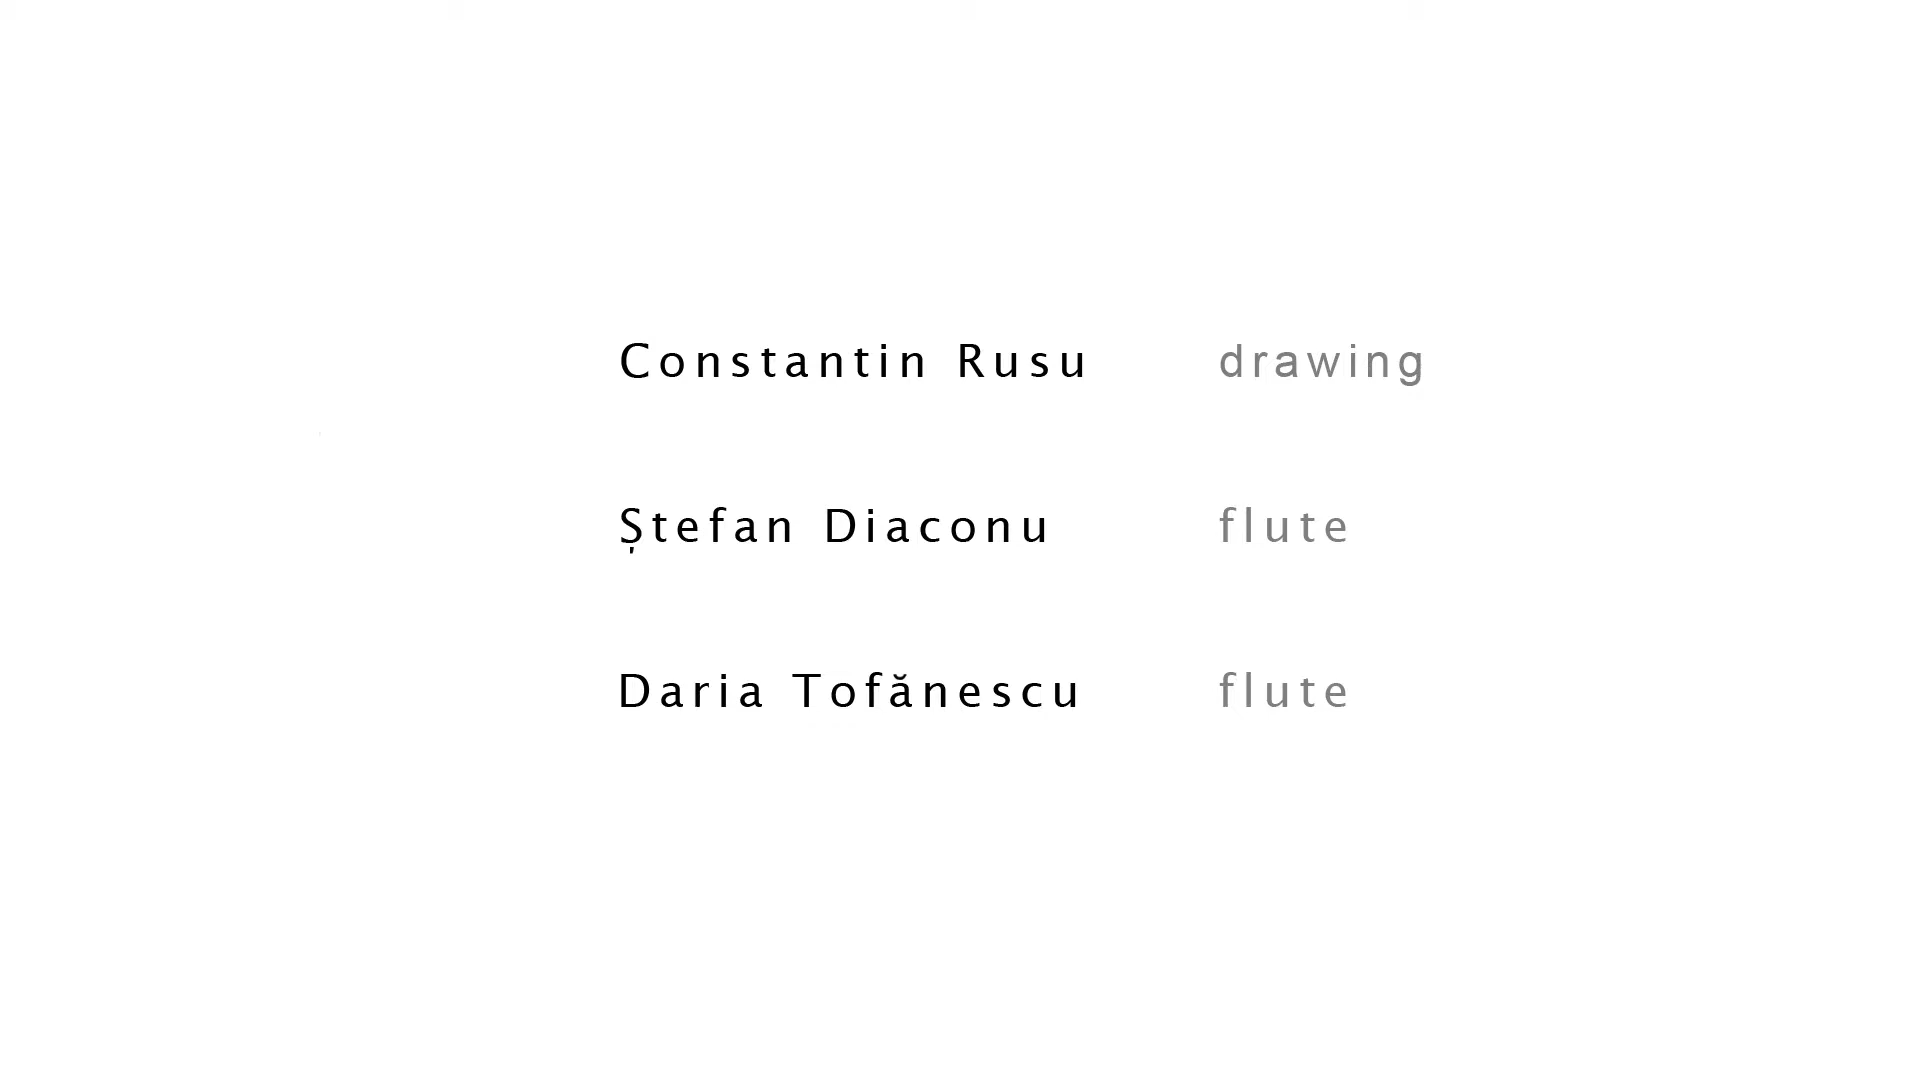 Constantin Rusu drawing
Ștefan Diaconu flute
Daria Tofănescu flute